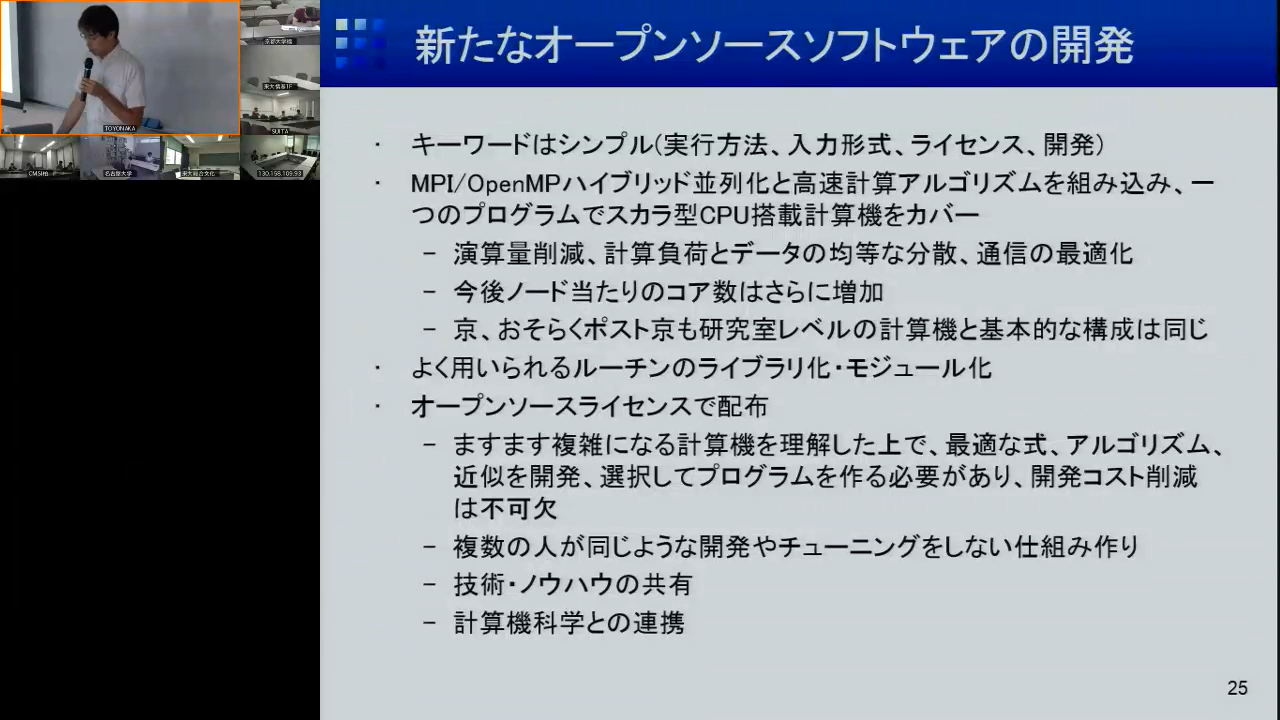 新たなオープンソースソフトウェアの開発
・ キーワードはシンプル(実行方法、入力形式、ライセンス、開発)
・ MPI/OpenMPハイブリッド並列化と高速計算アルゴリズムを組み込み、一
つのプログラムでスカラ型CPU搭載計算機をカバー
– 演算量削減、計算負荷とデータの均等な分散、通信の最適化
– 今後ノード当たりのコア数はさらに増加
– 京、おそらくポスト京も研究室レベルの計算機と基本的な構成は同じ
・ よく用いられるルーチンのライブラリ化・モジュール化
・ オープンソースライセンスで配布
– ますます複雑になる計算機を理解した上で、最適な式、アルゴリズム、
近似を開発、選択してプログラムを作る必要があり、開発コスト削減
は不可欠
– 複数の人が同じような開発やチューニングをしない仕組み作り
– 技術・ノウハウの共有
– 計算機科学との連携
25
TOYONAKA
SUITA
CMSI柏
名古屋大学
東大総合文化
130.158.109.93